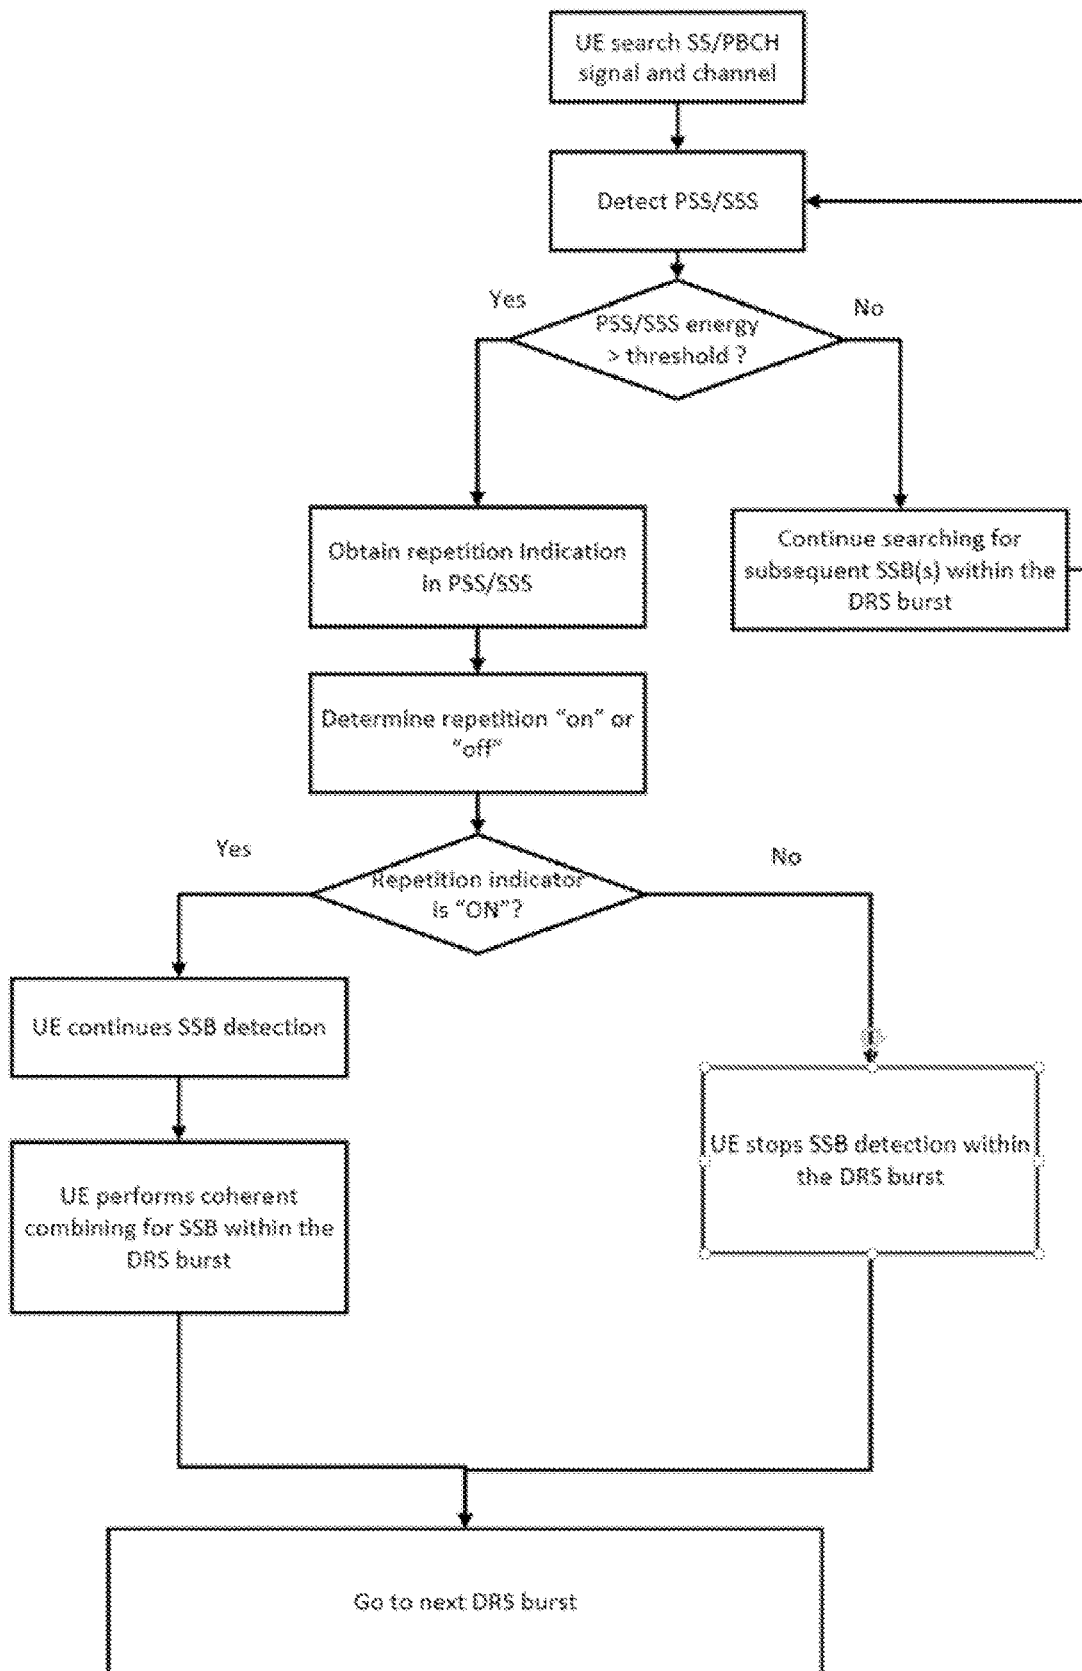 UE search SS/PBCH
signal and channel
Detect PSS/SSS
Yes
No
PSS/SSS energy
> threshold ?
Obtain repetition Indication
in PSS/SSS
Continue searching for
subsequent SSB(s) within the
DRS burst
Determine repetition "on" or
"off"
Yes
No
Repetition indicator
is "ON"?
UE continues SSB detection
UE stops SSB detection within
the DRS burst
UE performs coherent
combining for SSB within the
DRS burst
Go to next DRS burst